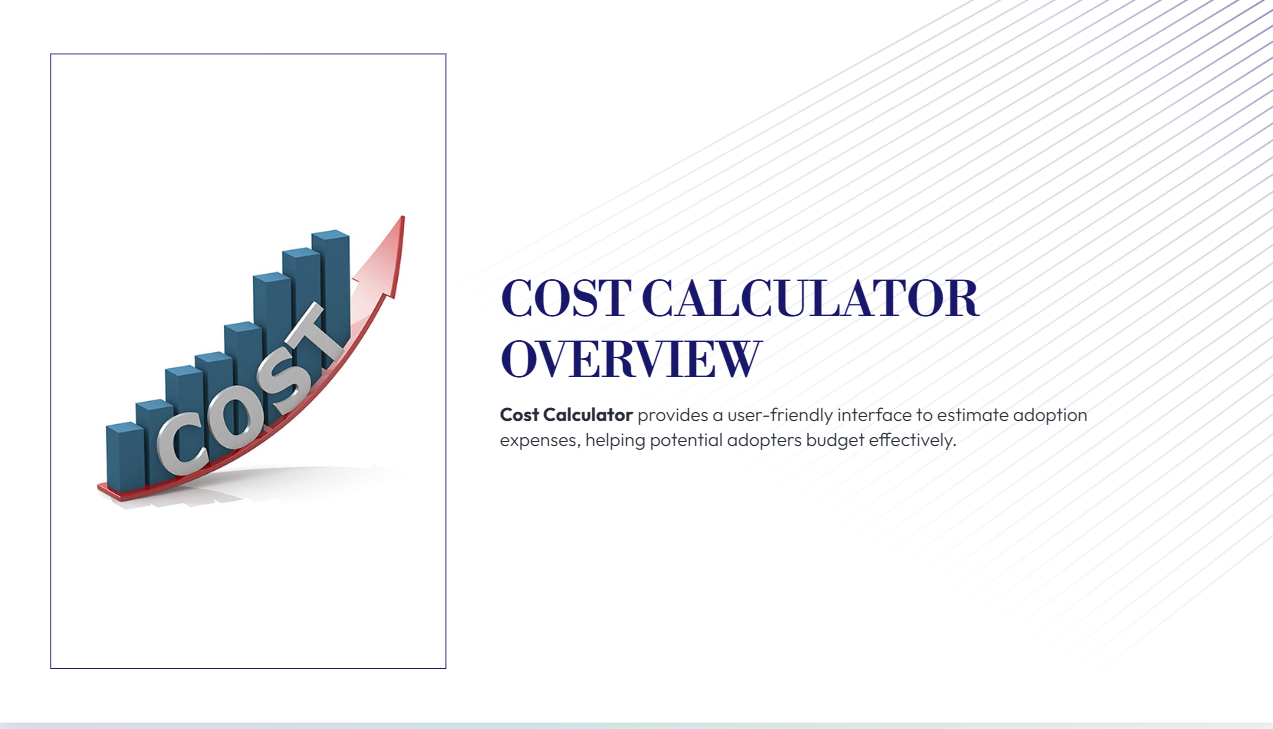 COST
COST CALCULATOR
OVERVIEW
Cost Calculator provides a user-friendly interface to estimate adoption
expenses, helping potential adopters budget effectively.